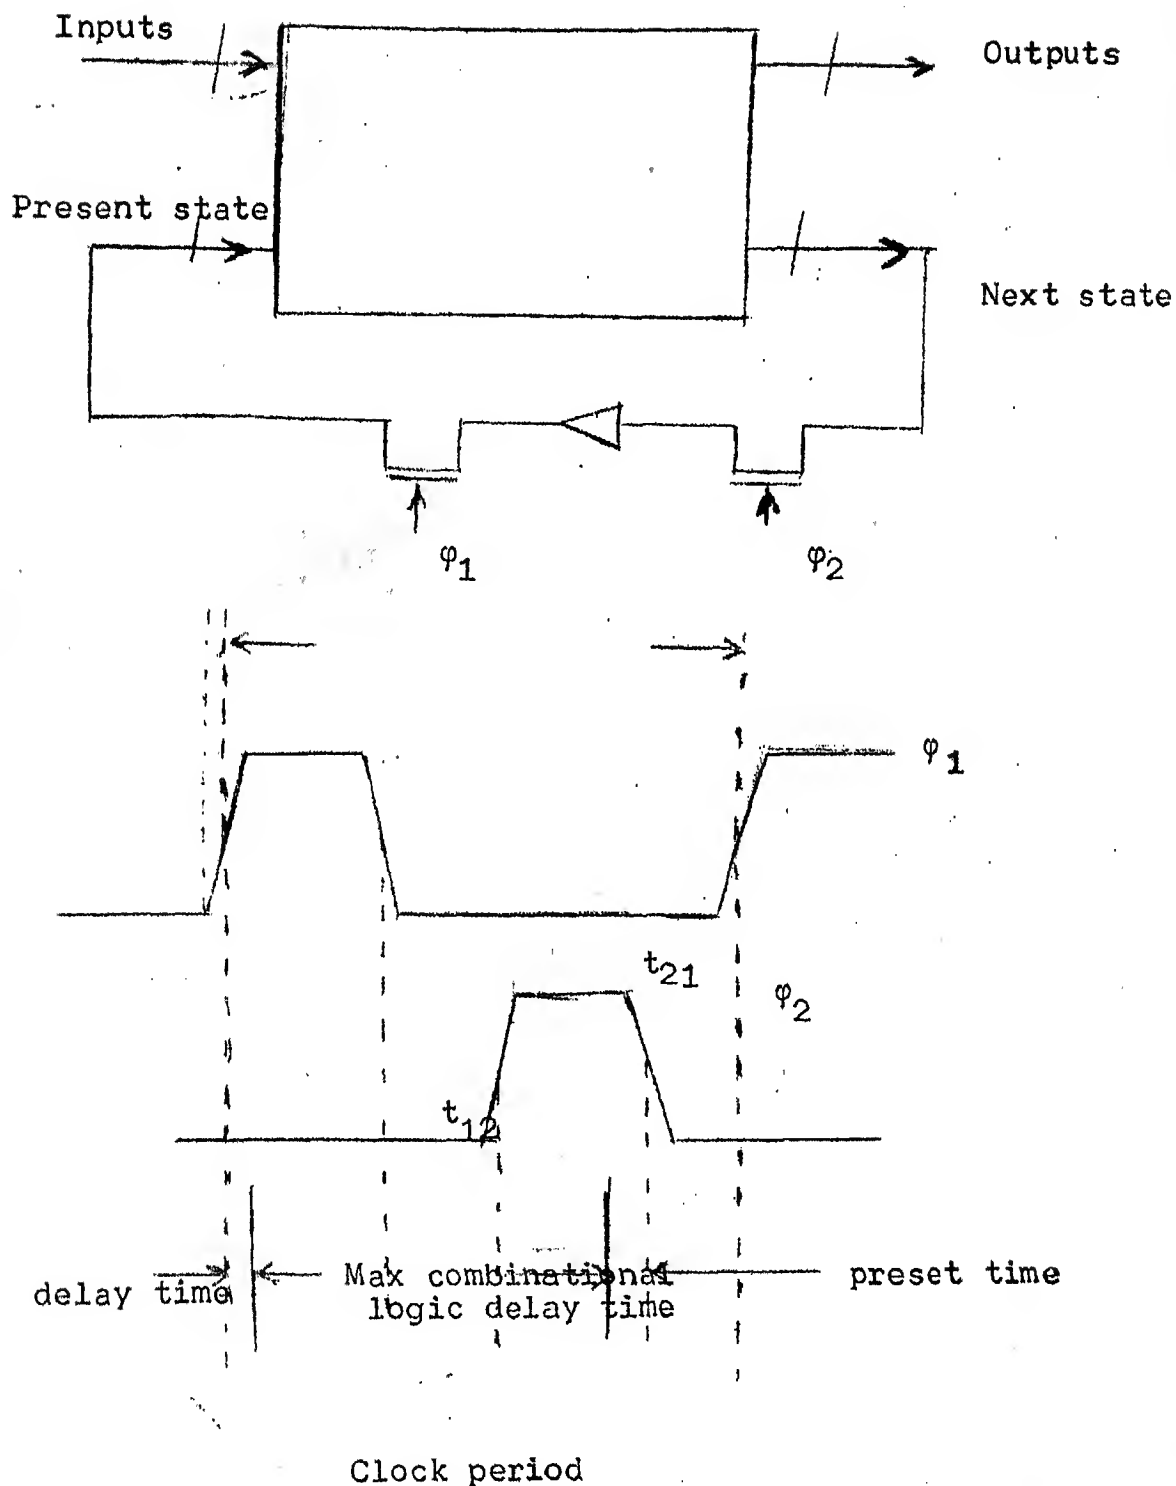 Inputs
Outputs
Present state
Next state
φ1
φ2
φ1
t21
φ2
t12
delay time
Max combinational
logic delay time
preset time
Clock period